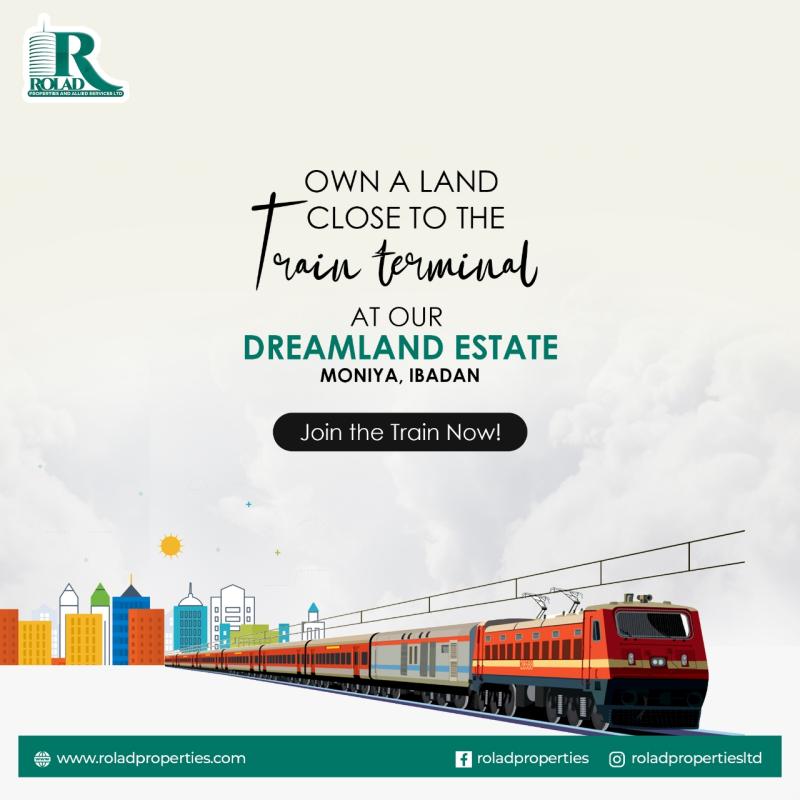 R
ROLAD
PROPERTIES AND ALLIED SERVICES LTD
OWN A LAND
CLOSE TO THE
Train terminal
AT OUR
DREAMLAND ESTATE
MONIYA, IBADAN
Join the Train Now!
www.roladproperties.com
roladproperties
roladpropertiesltd